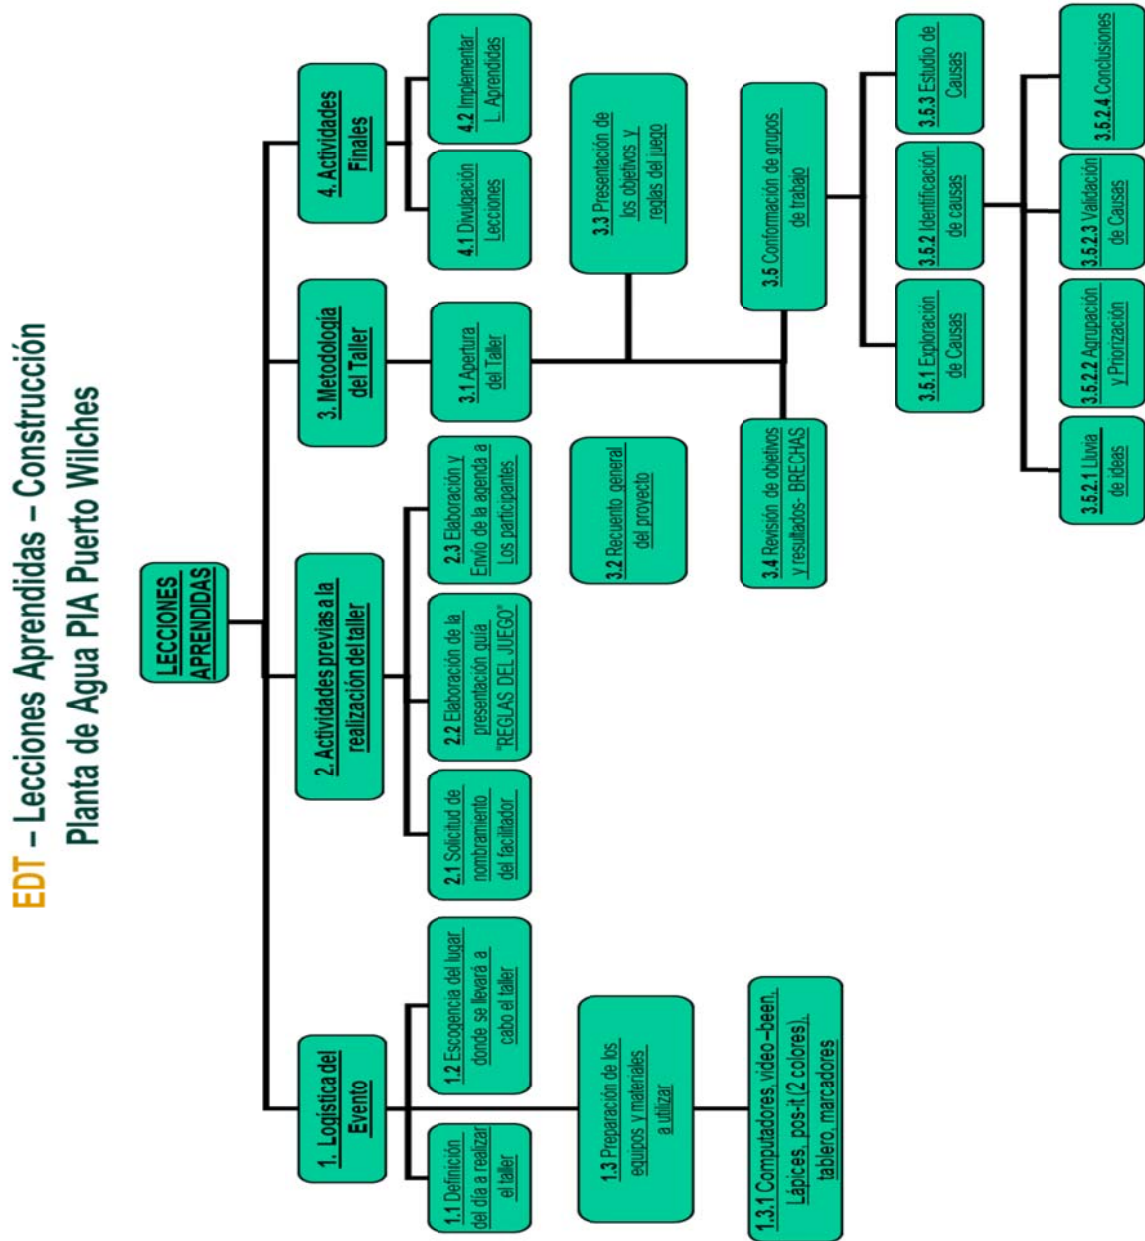 EDT – Lecciones Aprendidas – Construcción
Planta de Agua PIA Puerto Wilches
LECCIONES
APRENDIDAS
1. Logística del
Evento
1.1 Definición
del día a realizar
el taller
1.2 Escogencia del lugar
donde se llevará a
cabo el taller
1.3 Preparación de los
equipos y materiales
a utilizar
1.3.1 Computadores, video–been,
Lápices, pos-it (2 colores),
tablero, marcadores
2. Actividades previas a la
realización del taller
2.1 Solicitud de
nombramiento
del facilitador
2.2 Elaboración de la
presentación guía
"REGLAS DEL JUEGO"
2.3 Elaboración y
Envío de la agenda a
Los participantes
3. Metodología
del Taller
3.1 Apertura
del Taller
3.2 Recuento general
del proyecto
3.3 Presentación de
los objetivos y
reglas del juego
3.4 Revisión de objetivos
y resultados- BRECHAS
3.5 Conformación de grupos
de trabajo
3.5.1 Exploración
de Causas
3.5.2 Identificación
de causas
3.5.2.1 Lluvia
de ideas
3.5.2.2 Agrupación
y Priorización
3.5.2.3 Validación
de Causas
3.5.2.4 Conclusiones
3.5.3 Estudio de
Causas
4. Actividades
Finales
4.1 Divulgación
Lecciones
4.2 Implementar
L. Aprendidas